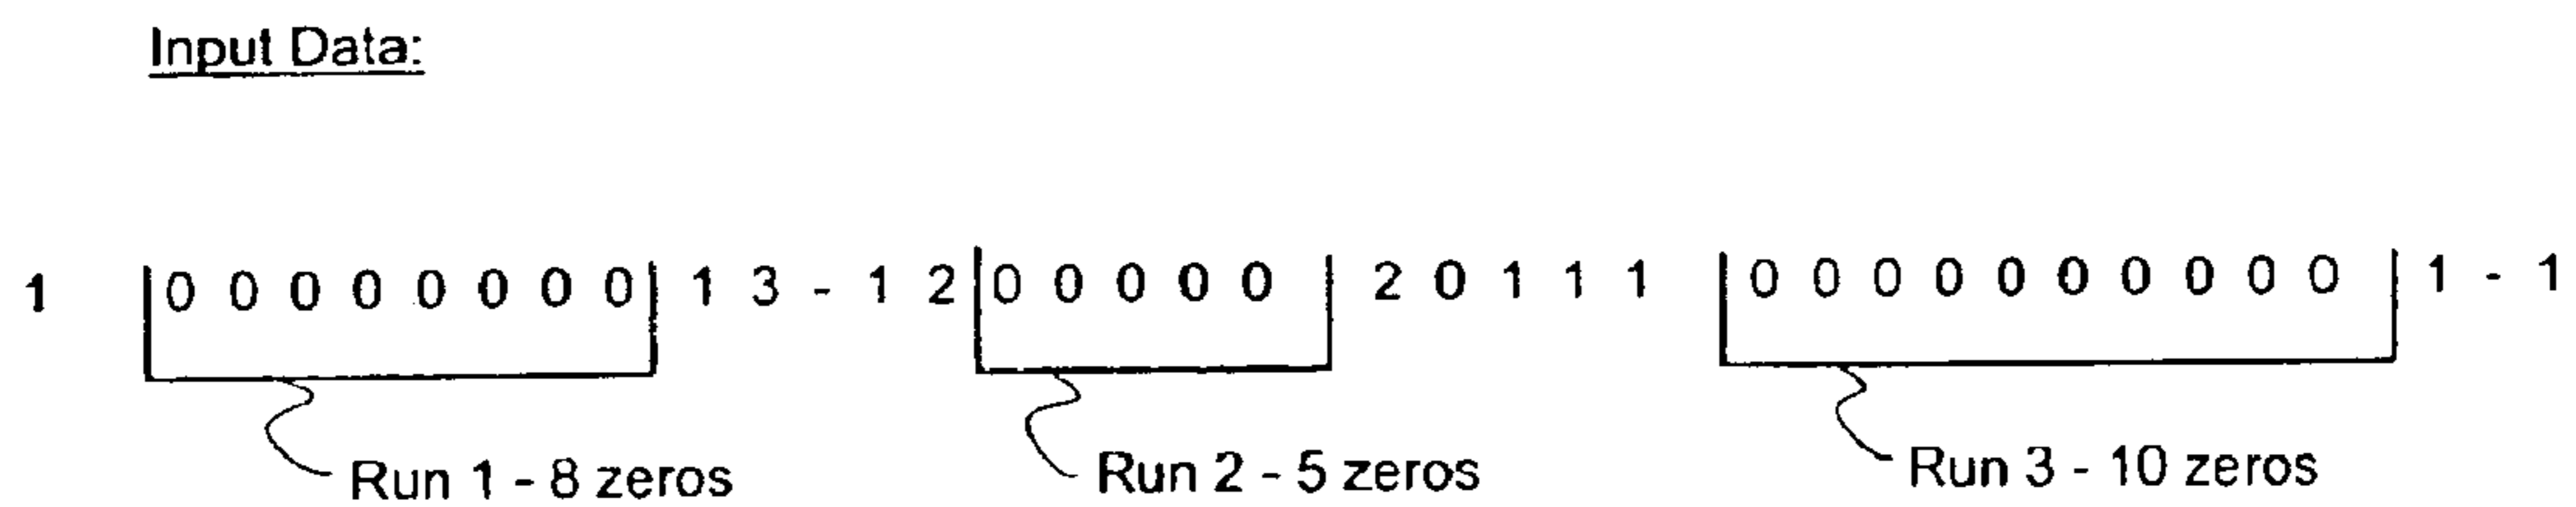 Input Data:
1 0 0 0 0 0 0 0 0 1 3 - 1 2 0 0 0 0 0 2 0 1 1 1 0 0 0 0 0 0 0 0 0 0 1 - 1
Run 1 - 8 zeros Run 2 - 5 zeros Run 3 - 10 zeros